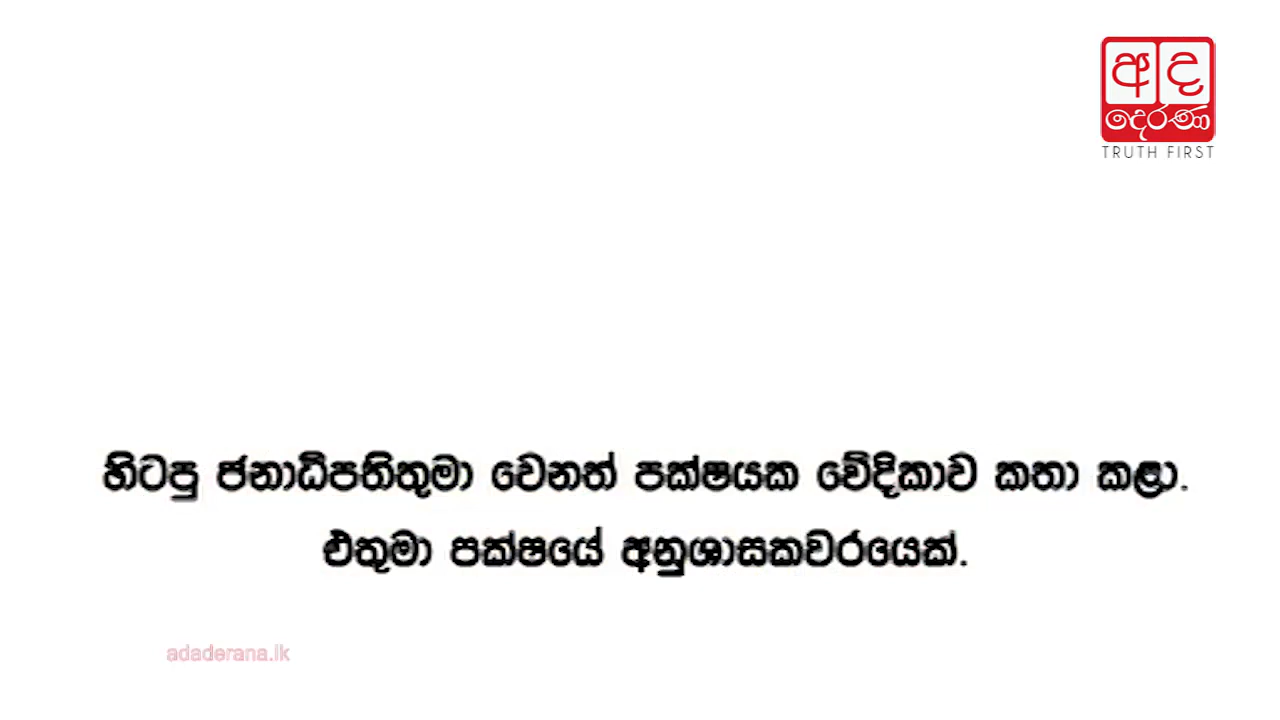 අද
දෙරණ
TRUTH FIRST
හිටපු ජනාධිපතිතුමා වෙනත් පක්ෂයක වේදිකාව කතා කළා.
එතුමා පක්ෂයේ අනුශාසකවරයෙක්.
adaderana.lk